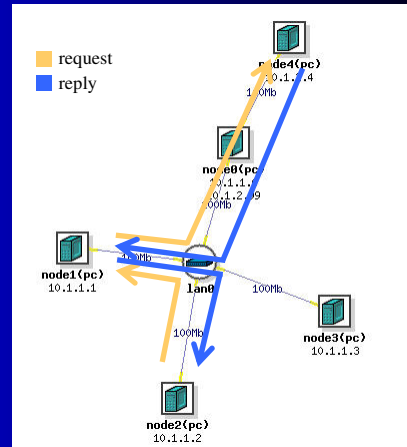 request
reply
node4(pc)
100Mb
node0(pc)
100Mb
node1(pc)
10.1.1.1
100Mb
lan0
100Mb
node3(pc)
10.1.1.3
100Mb
node2(pc)
10.1.1.2